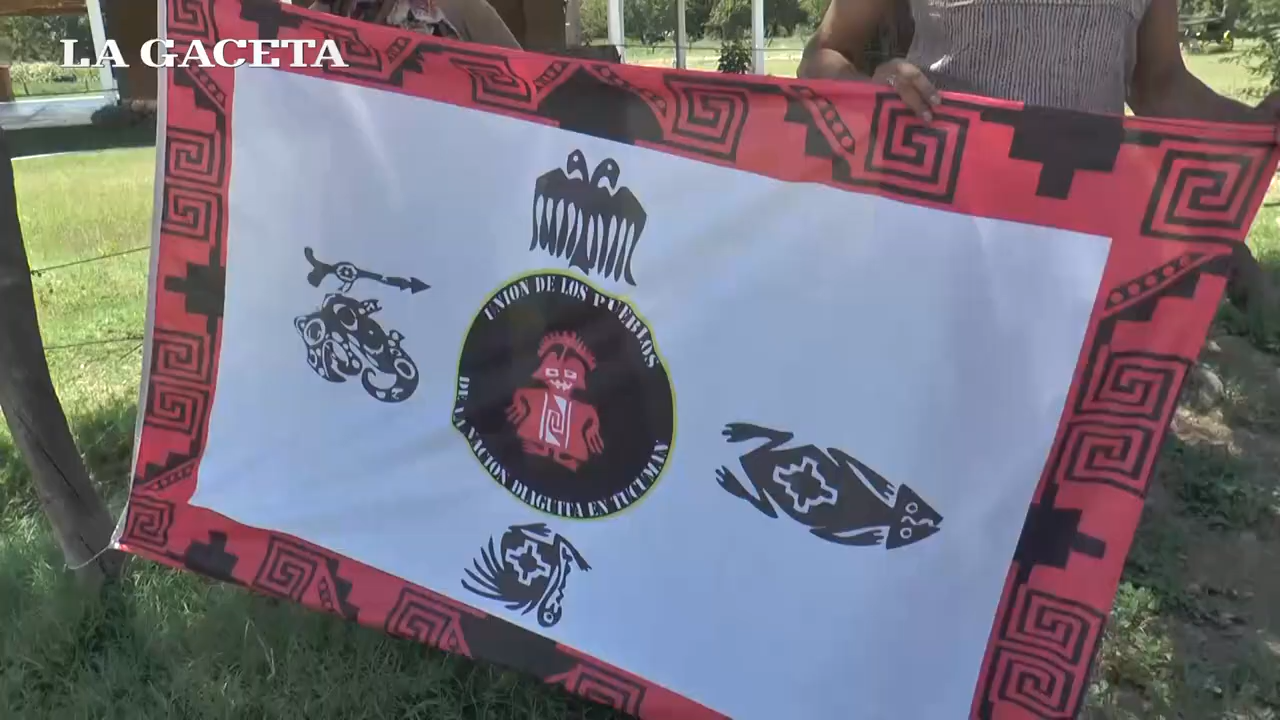 LA GACETA
UNION DE LOS PUEBLOS
DE LA NACION DIAGUITA EN TUCUMAN